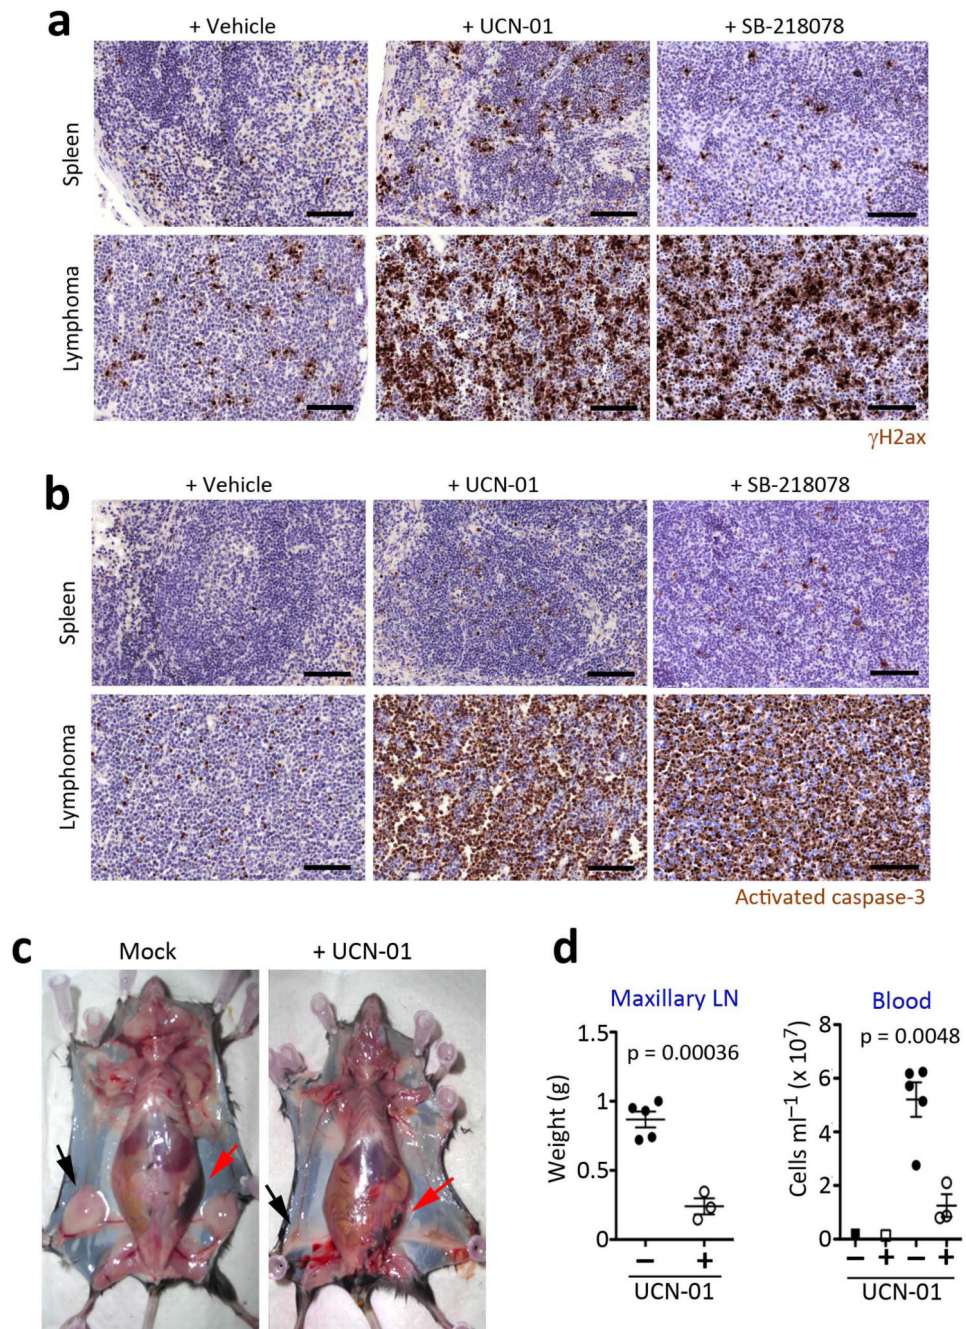 a
+ Vehicle + UCN-01 + SB-218078
Spleen
Lymphoma
γH2ax
b
+ Vehicle + UCN-01 + SB-218078
Spleen
Lymphoma
Activated caspase-3
c
Mock + UCN-01
d
Maxillary LN
p = 0.00036
Weight (g)
1.5
1
0.5
0
− +
UCN-01
Blood
p = 0.0048
Cells ml⁻¹ (x 10⁷)
8
6
4
2
0
− + − +
UCN-01